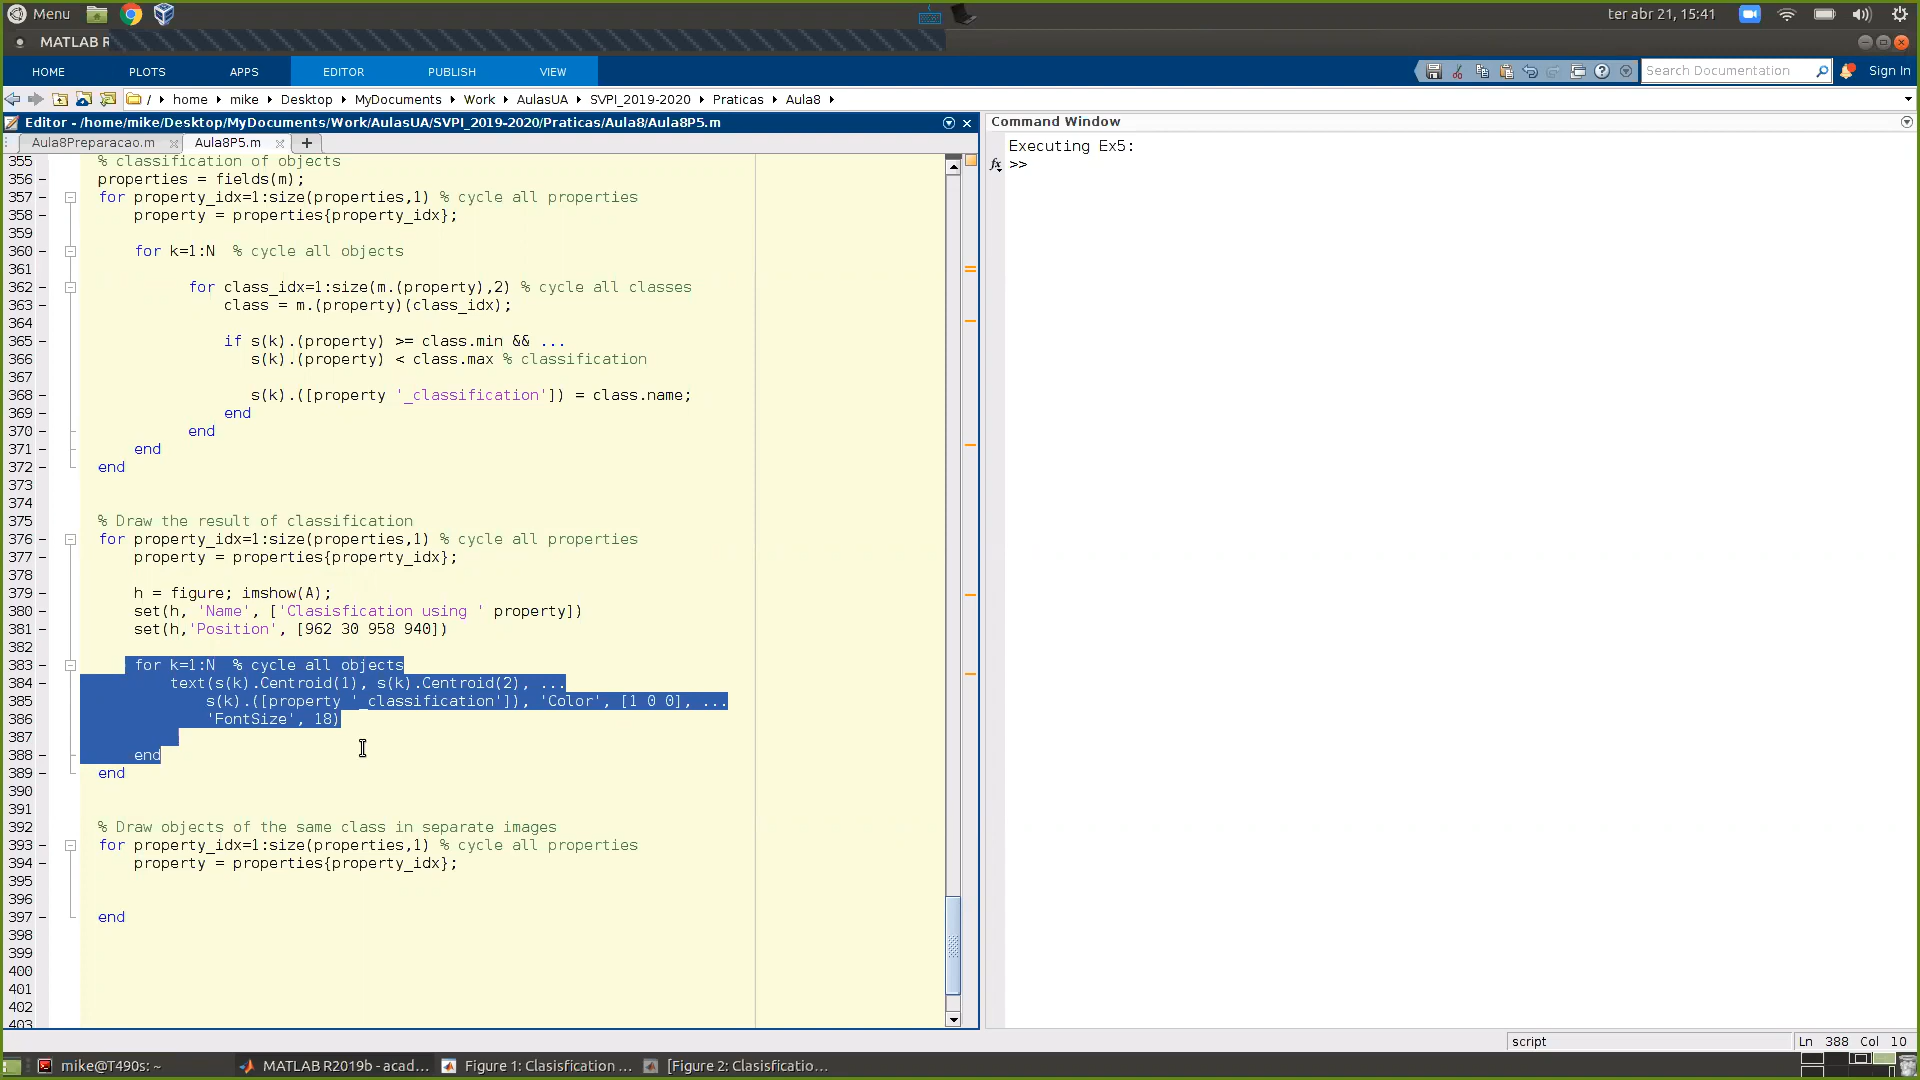 Menu
ter abr 21, 15:41
MATLAB R
HOME PLOTS APPS EDITOR PUBLISH VIEW
Search Documentation
Sign In
/ home mike Desktop MyDocuments Work AulasUA SVPI_2019-2020 Praticas Aula8
Editor - /home/mike/Desktop/MyDocuments/Work/AulasUA/SVPI_2019-2020/Praticas/Aula8/Aula8P5.m
Aula8Preparacao.m Aula8P5.m +
355 % classification of objects
356 properties = fields(m);
357 for property_idx=1:size(properties,1) % cycle all properties
358 property = properties{property_idx};
359
360 for k=1:N % cycle all objects
361
362 for class_idx=1:size(m.(property),2) % cycle all classes
363 class = m.(property)(class_idx);
364
365 if s(k).(property) >= class.min && ...
366 s(k).(property) < class.max % classification
367
368 s(k).([property '_classification']) = class.name;
369 end
370 end
371 end
372 end
373
374
375 % Draw the result of classification
376 for property_idx=1:size(properties,1) % cycle all properties
377 property = properties{property_idx};
378
379 h = figure; imshow(A);
380 set(h, 'Name', ['Clasisfication using ' property])
381 set(h,'Position', [962 30 958 940])
382
383 for k=1:N % cycle all objects
384 text(s(k).Centroid(1), s(k).Centroid(2), ...
385 s(k).([property '_classification']), 'Color', [1 0 0], ...
386 'FontSize', 18)
387
388 end
389 end
390
391
392 % Draw objects of the same class in separate images
393 for property_idx=1:size(properties,1) % cycle all properties
394 property = properties{property_idx};
395
396
397 end
398
399
400
401
402
403
Command Window
Executing Ex5:
fx >>
script
Ln 388 Col 10
mike@T490s: ~
MATLAB R2019b - acad...
Figure 1: Clasisfication ...
[Figure 2: Clasisficatio...